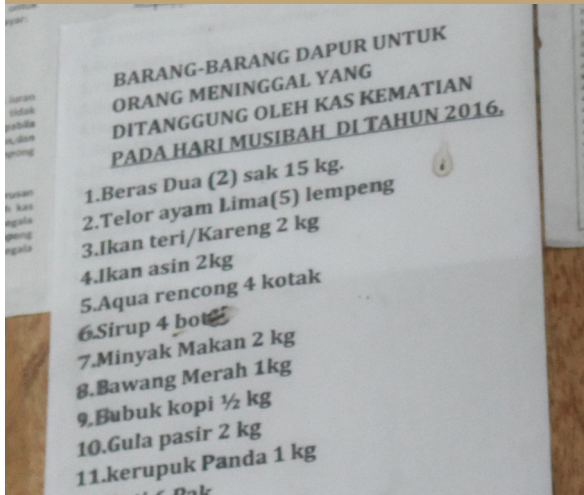 BARANG-BARANG DAPUR UNTUK
ORANG MENINGGAL YANG
DITANGGUNG OLEH KAS KEMATIAN
PADA HARI MUSIBAH DI TAHUN 2016.
1.Beras Dua (2) sak 15 kg.
2.Telor ayam Lima(5) lempeng
3.Ikan teri/Kareng 2 kg
4.Ikan asin 2kg
5.Aqua rencong 4 kotak
6.Sirup 4
7.Minyak Makan 2 kg
8.Bawang Merah 1kg
9.Bubuk kopi ½ kg
10.Gula pasir 2 kg
11.kerupuk Panda 1 kg